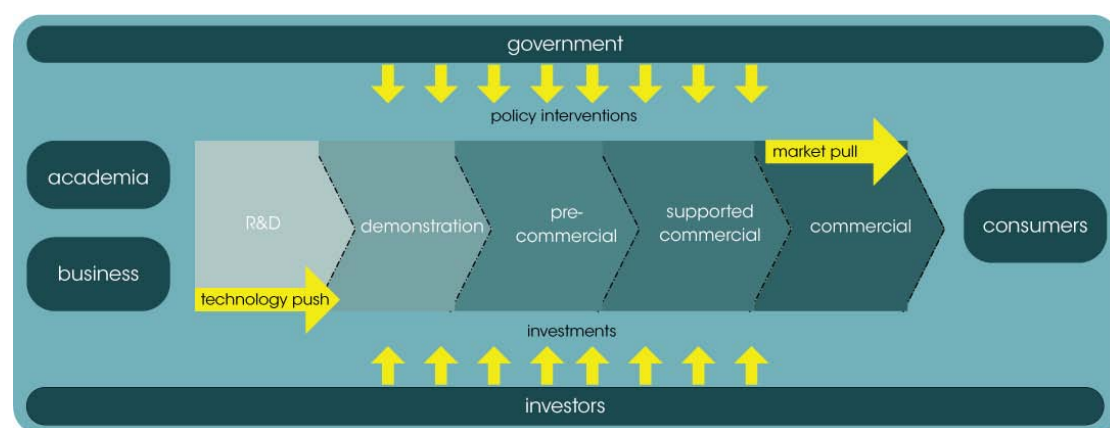 government
policy interventions
market pull
academia
business
R&D
demonstration
pre-
commercial
supported
commercial
commercial
consumers
technology push
investments
investors